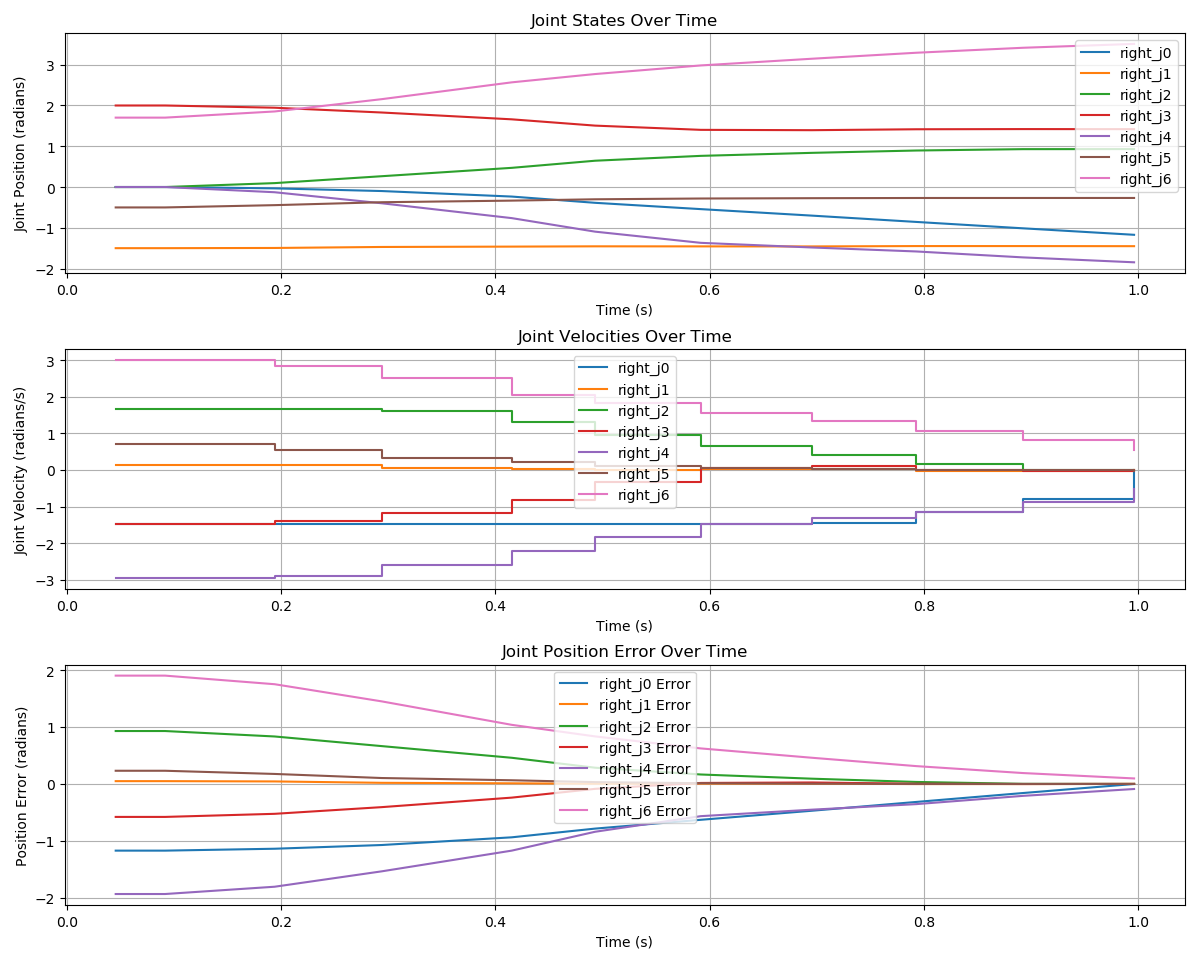 Joint States Over Time
Joint Position (radians)
3
2
1
0
−1
−2
right_j0
right_j1
right_j2
right_j3
right_j4
right_j5
right_j6
0.0 0.2 0.4 0.6 0.8 1.0
Time (s)
Joint Velocities Over Time
Joint Velocity (radians/s)
3
2
1
0
−1
−2
−3
right_j0
right_j1
right_j2
right_j3
right_j4
right_j5
right_j6
0.0 0.2 0.4 0.6 0.8 1.0
Time (s)
Joint Position Error Over Time
Position Error (radians)
2
1
0
−1
−2
right_j0 Error
right_j1 Error
right_j2 Error
right_j3 Error
right_j4 Error
right_j5 Error
right_j6 Error
0.0 0.2 0.4 0.6 0.8 1.0
Time (s)